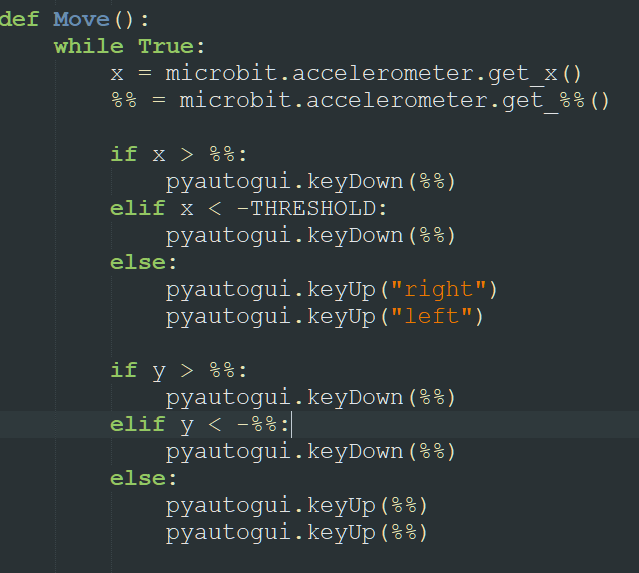 def Move():
while True:
x = microbit.accelerometer.get_x()
%% = microbit.accelerometer.get_%%()
if x > %%:
pyautogui.keyDown(%%)
elif x < -THRESHOLD:
pyautogui.keyDown(%%)
else:
pyautogui.keyUp("right")
pyautogui.keyUp("left")
if y > %%:
pyautogui.keyDown(%%)
elif y < -%%:
pyautogui.keyDown(%%)
else:
pyautogui.keyUp(%%)
pyautogui.keyUp(%%)